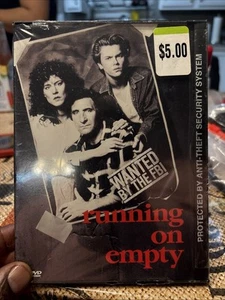 $5.00
PROTECTED BY ANTI-THEFT SECURITY SYSTEM
WANTED
BY THE FBI
running
on
empty
DVD